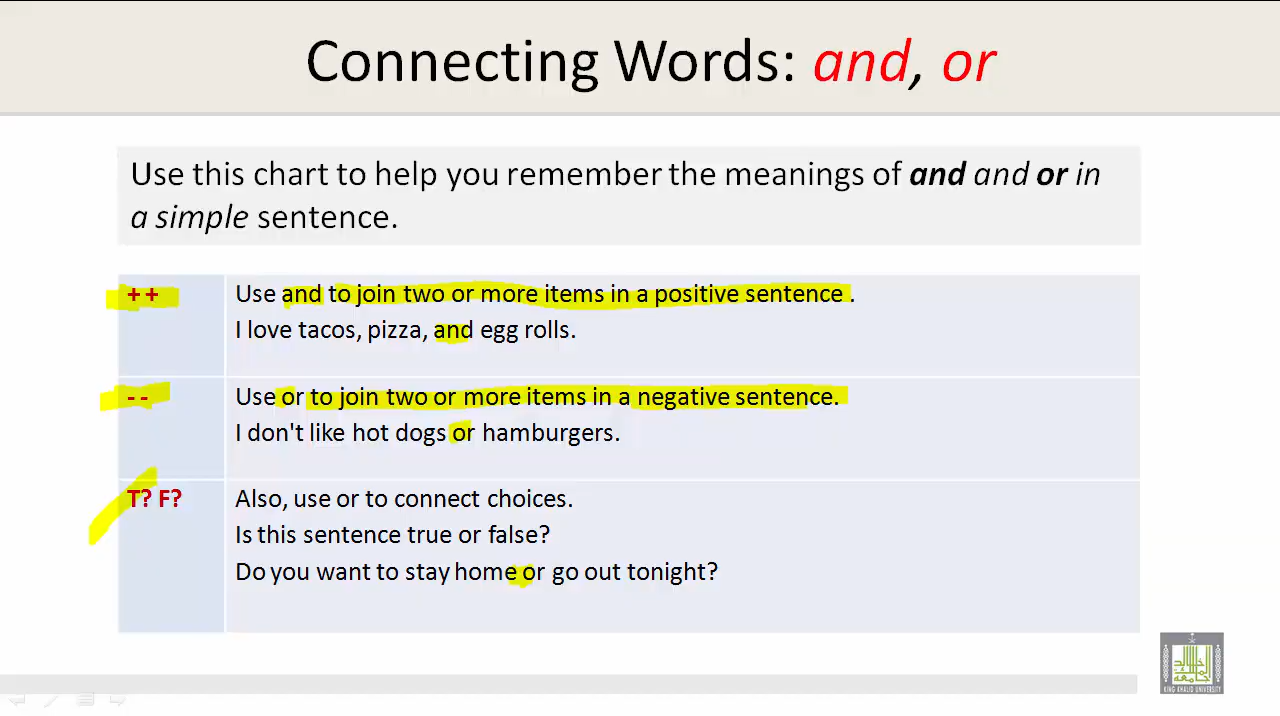 Connecting Words: and, or
Use this chart to help you remember the meanings of and and or in
a simple sentence.
++
Use and to join two or more items in a positive sentence .
I love tacos, pizza, and egg rolls.
--
Use or to join two or more items in a negative sentence.
I don't like hot dogs or hamburgers.
T? F?
Also, use or to connect choices.
Is this sentence true or false?
Do you want to stay home or go out tonight?
KING KHALID UNIVERSITY